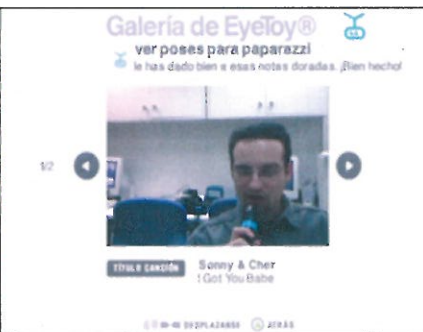 Galería de EyeToy®
ver poses para paparazzi
le has dado bien a esas notas doradas. ¡Bien hecho!
1/2
TÍTULO CANCIÓN
Sonny & Cher
I Got You Babe
DESPLAZARSE
ATRÁS